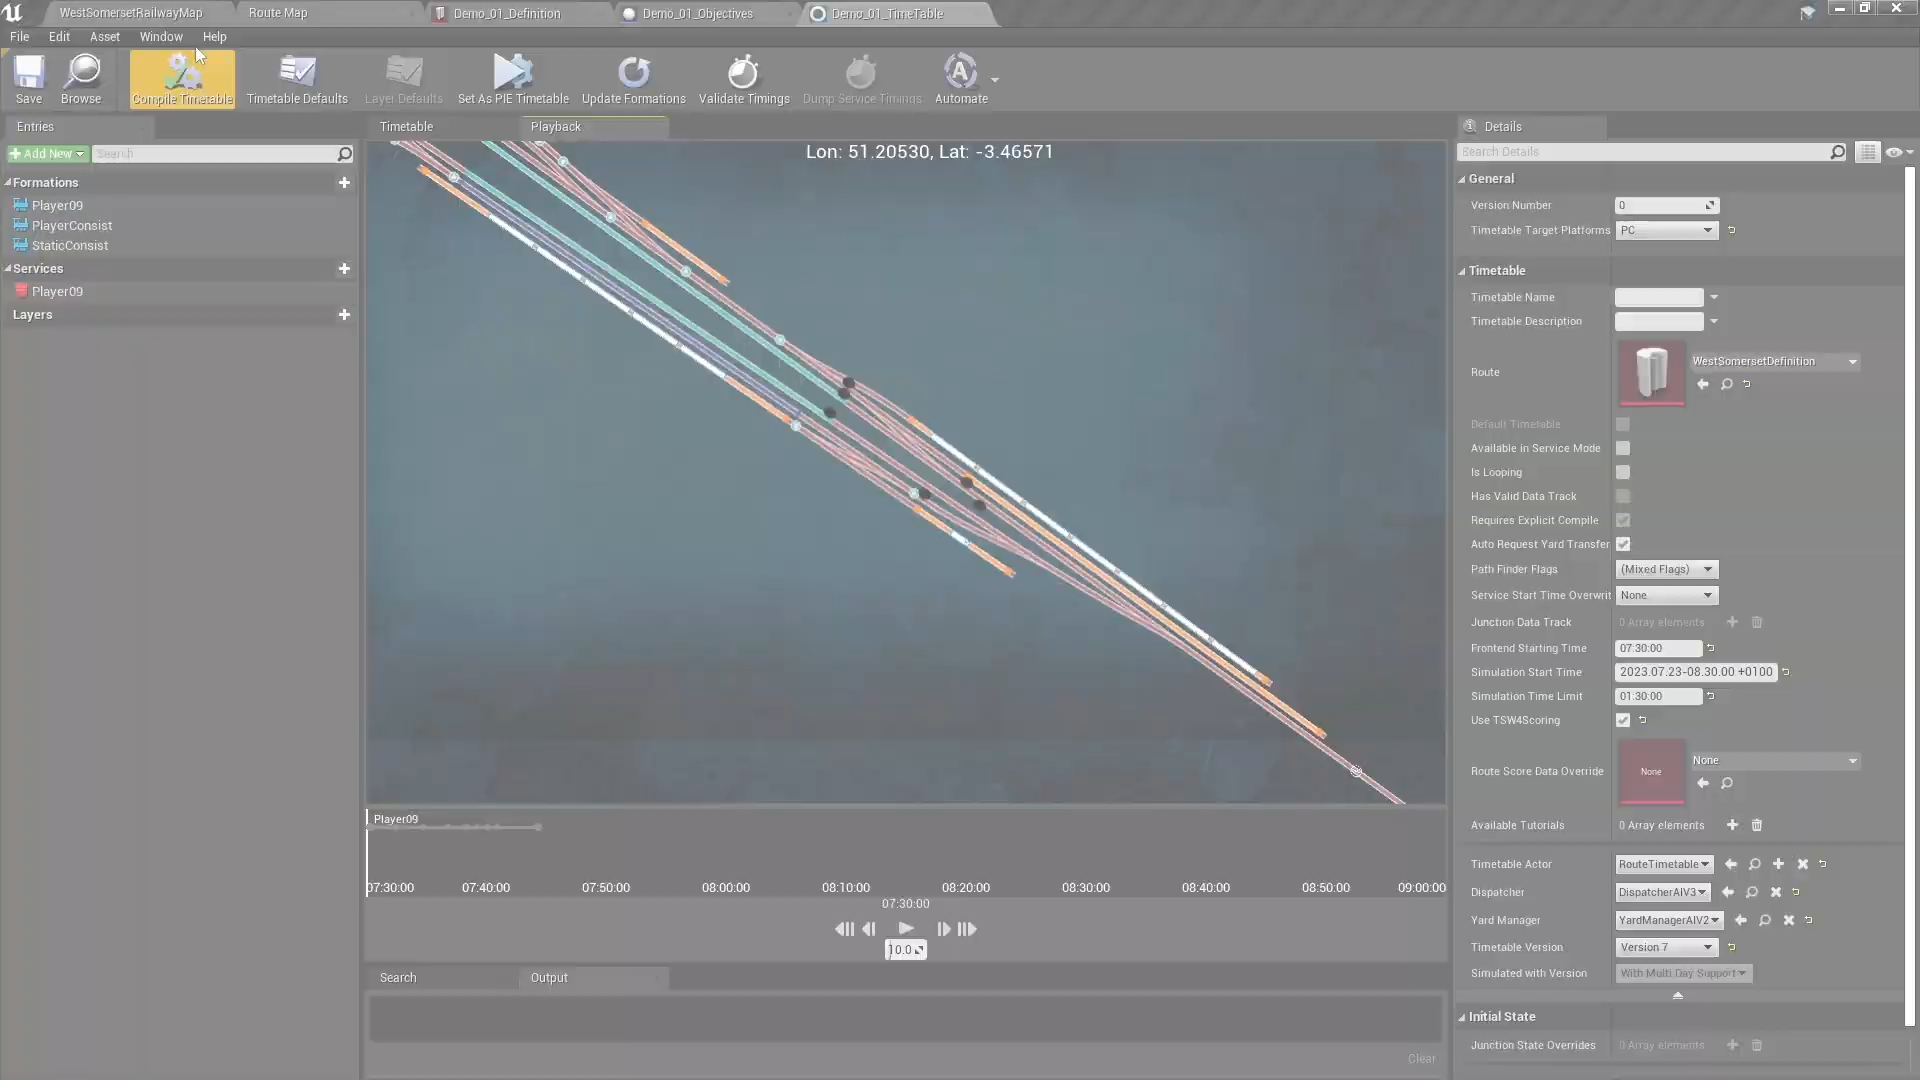 WestSomersetRailwayMap
Route Map
Demo_01_Definition
Demo_01_Objectives
Demo_01_TimeTable
File
Edit
Asset
Window
Help
Save
Browse
Compile Timetable
Timetable Defaults
Layer Defaults
Set As PIE Timetable
Update Formations
Validate Timings
Dump Service Timings
Automate
Entries
Add New
Search
Formations
Player09
PlayerConsist
StaticConsist
Services
Player09
Layers
Timetable
Playback
Lon: 51.20530, Lat: -3.46571
Player09
07:30:00
07:40:00
07:50:00
08:00:00
08:10:00
08:20:00
08:30:00
08:40:00
08:50:00
09:00:00
07:30:00
10.0
Search
Output
Clear
Details
Search Details
General
Version Number
0
Timetable Target Platforms
PC
Timetable
Timetable Name
Timetable Description
Route
WestSomersetDefinition
Default Timetable
Available in Service Mode
Is Looping
Has Valid Data Track
Requires Explicit Compile
Auto Request Yard Transfer
Path Finder Flags
(Mixed Flags)
Service Start Time Overwrit
None
Junction Data Track
0 Array elements
Frontend Starting Time
07:30:00
Simulation Start Time
2023.07.23-08.30.00 +0100
Simulation Time Limit
01:30:00
Use TSW4Scoring
Route Score Data Override
None
None
Available Tutorials
0 Array elements
Timetable Actor
RouteTimetable
Dispatcher
DispatcherAIV3
Yard Manager
YardManagerAIV2
Timetable Version
Version 7
Simulated with Version
With Multi Day Support
Initial State
Junction State Overrides
0 Array elements